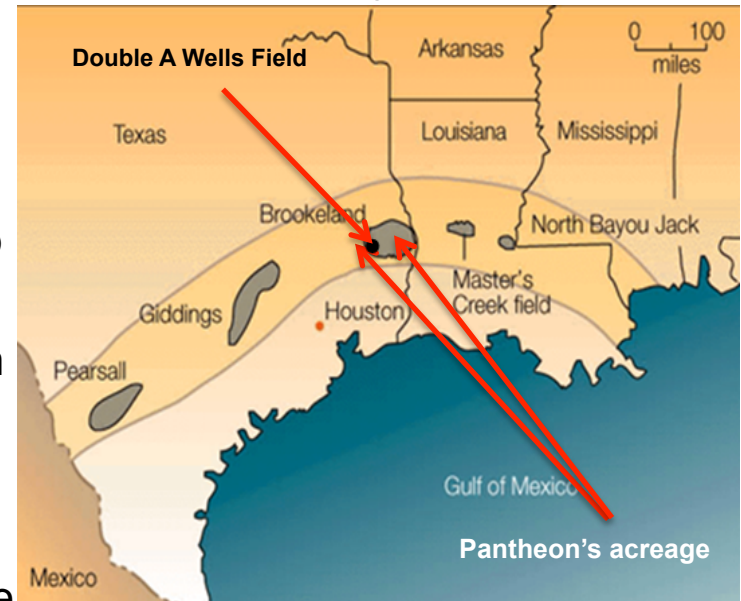 0 100
miles
Double A Wells Field
Arkansas
Texas
Louisiana
Mississippi
Brookeland
North Bayou Jack
Master's
Creek field
Giddings
Houston
Pearsall
Gulf of Mexico
Pantheon's acreage
Mexico